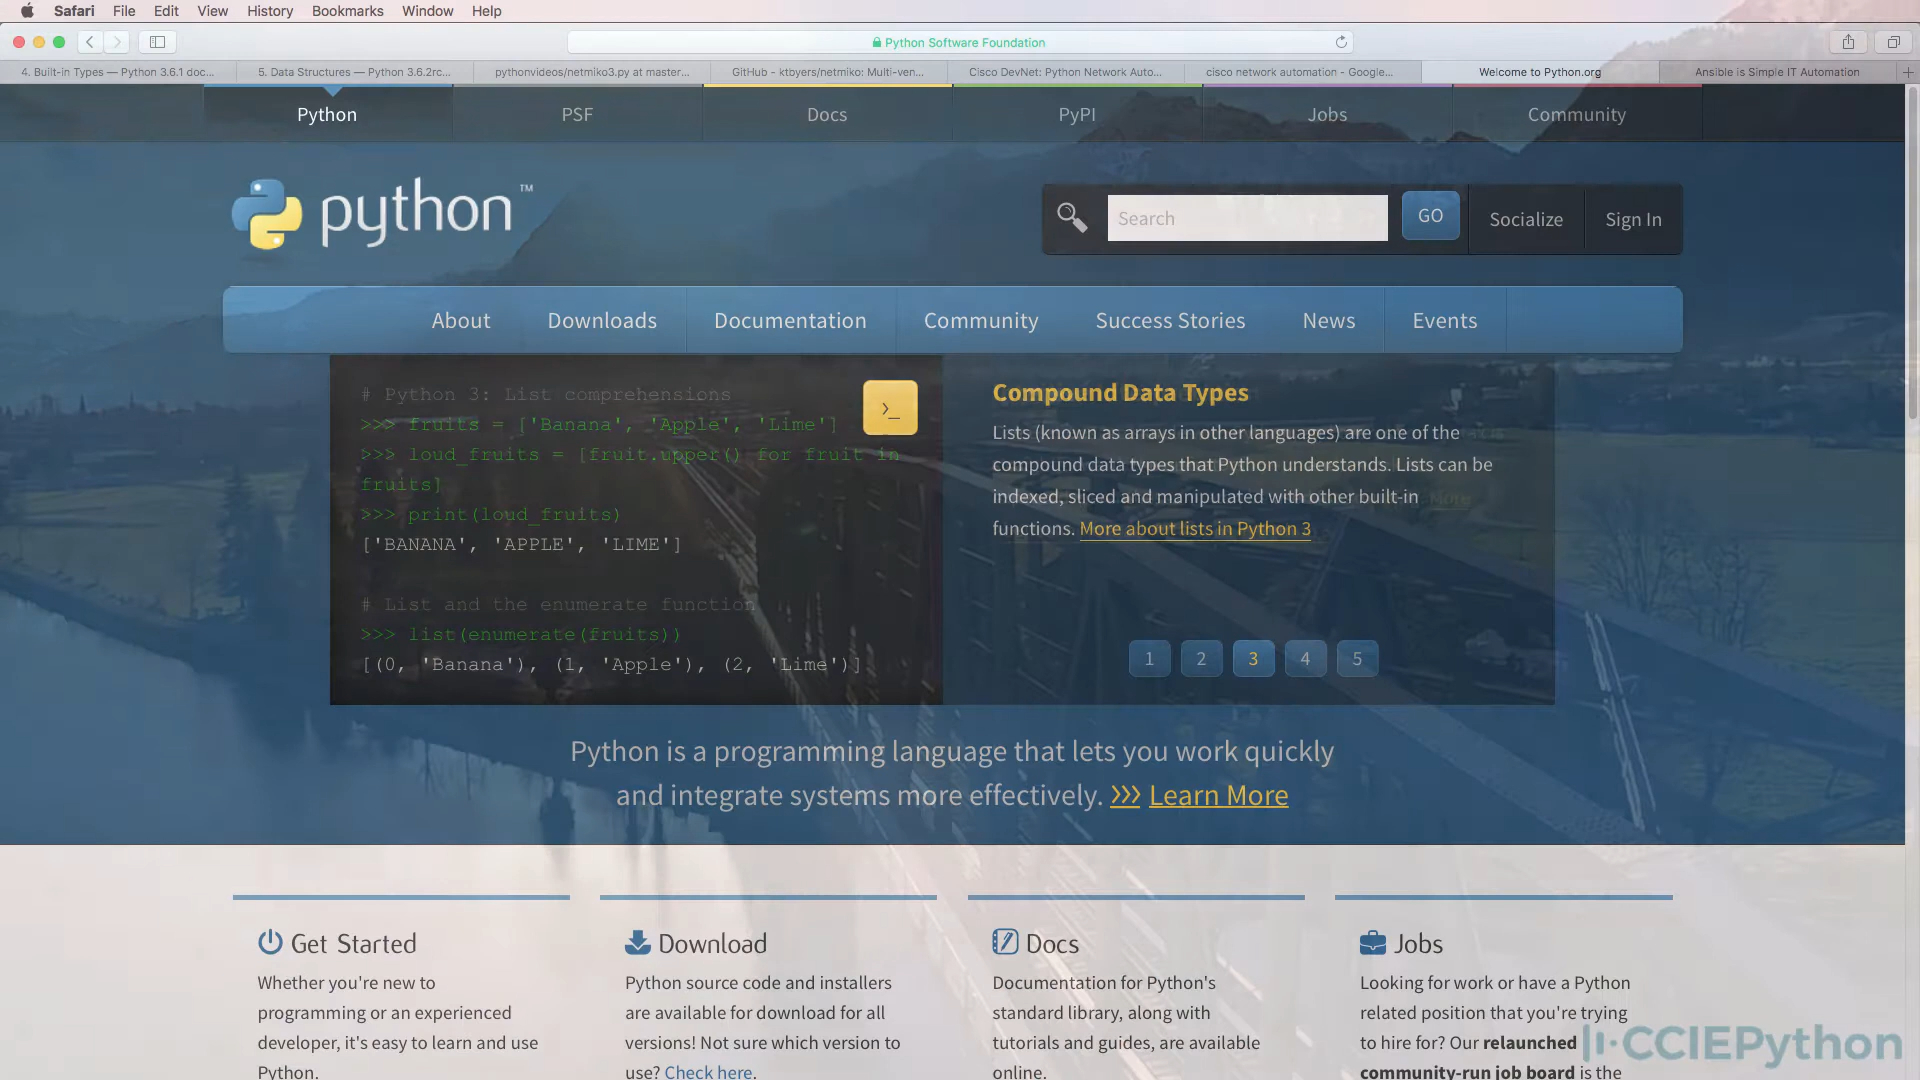 Safari File Edit View History Bookmarks Window Help
Python Software Foundation
4. Built-in Types — Python 3.6.1 doc... 5. Data Structures — Python 3.6.2rc... pythonvideos/netmiko3.py at master... GitHub - ktbyers/netmiko: Multi-ven... Cisco DevNet: Python Network Auto... cisco network automation - Google... Welcome to Python.org Ansible is Simple IT Automation
Python PSF Docs PyPI Jobs Community
python™
Search GO Socialize Sign In
About Downloads Documentation Community Success Stories News Events
# Python 3: List comprehensions
>>> fruits = ['Banana', 'Apple', 'Lime']
>>> loud_fruits = [fruit.upper() for fruit in
fruits]
>>> print(loud_fruits)
['BANANA', 'APPLE', 'LIME']
# List and the enumerate function
>>> list(enumerate(fruits))
[(0, 'Banana'), (1, 'Apple'), (2, 'Lime')]
>_
Compound Data Types
Lists (known as arrays in other languages) are one of the
compound data types that Python understands. Lists can be
indexed, sliced and manipulated with other built-in
functions. More about lists in Python 3
1 2 3 4 5
Python is a programming language that lets you work quickly
and integrate systems more effectively. >>> Learn More
Get Started
Whether you're new to
programming or an experienced
developer, it's easy to learn and use
Python.
Download
Python source code and installers
are available for download for all
versions! Not sure which version to
use? Check here.
Docs
Documentation for Python's
standard library, along with
tutorials and guides, are available
online.
Jobs
Looking for work or have a Python
related position that you're trying
to hire for? Our relaunched
community-run job board is the
CCIEPython